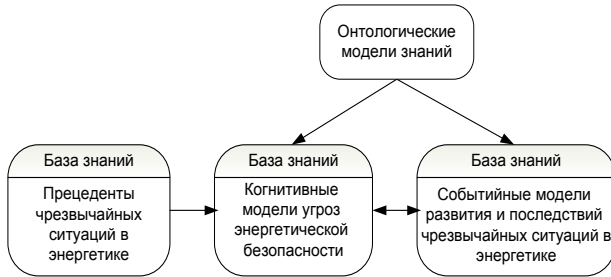 Онтологические
модели знаний
База знаний
Прецеденты
чрезвычайных
ситуаций в
энергетике
База знаний
Когнитивные
модели угроз
энергетической
безопасности
База знаний
Событийные модели
развития и последствий
чрезвычайных ситуаций в
энергетике